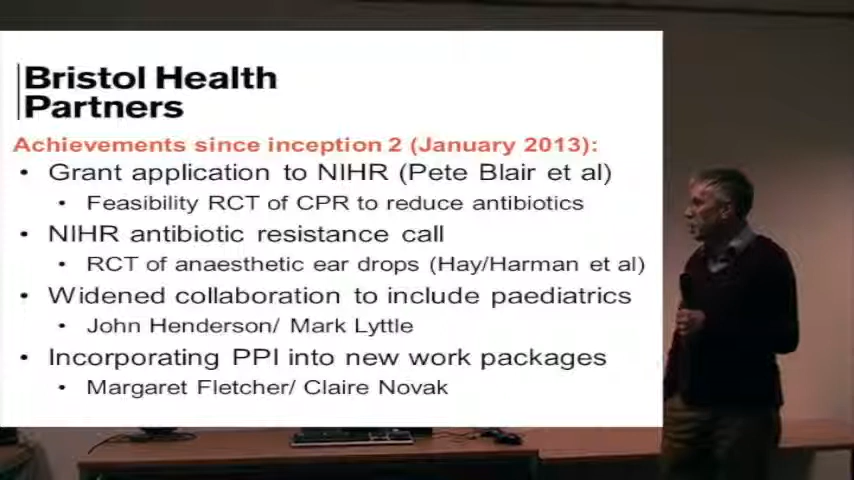 Bristol Health
Partners
Achievements since inception 2 (January 2013):
• Grant application to NIHR (Pete Blair et al)
• Feasibility RCT of CPR to reduce antibiotics
• NIHR antibiotic resistance call
• RCT of anaesthetic ear drops (Hay/Harman et al)
• Widened collaboration to include paediatrics
• John Henderson/ Mark Lyttle
• Incorporating PPI into new work packages
• Margaret Fletcher/ Claire Novak